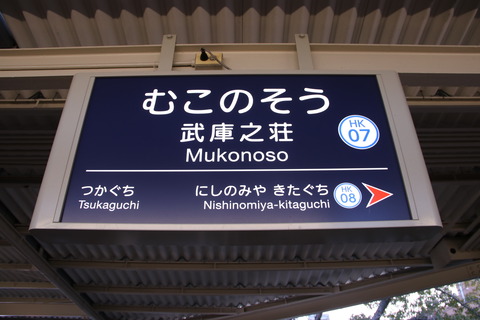 むこのそう
武庫之荘
Mukonoso
HK
07
つかぐち
Tsukaguchi
にしのみや きたぐち
Nishinomiya-kitaguchi
HK
08